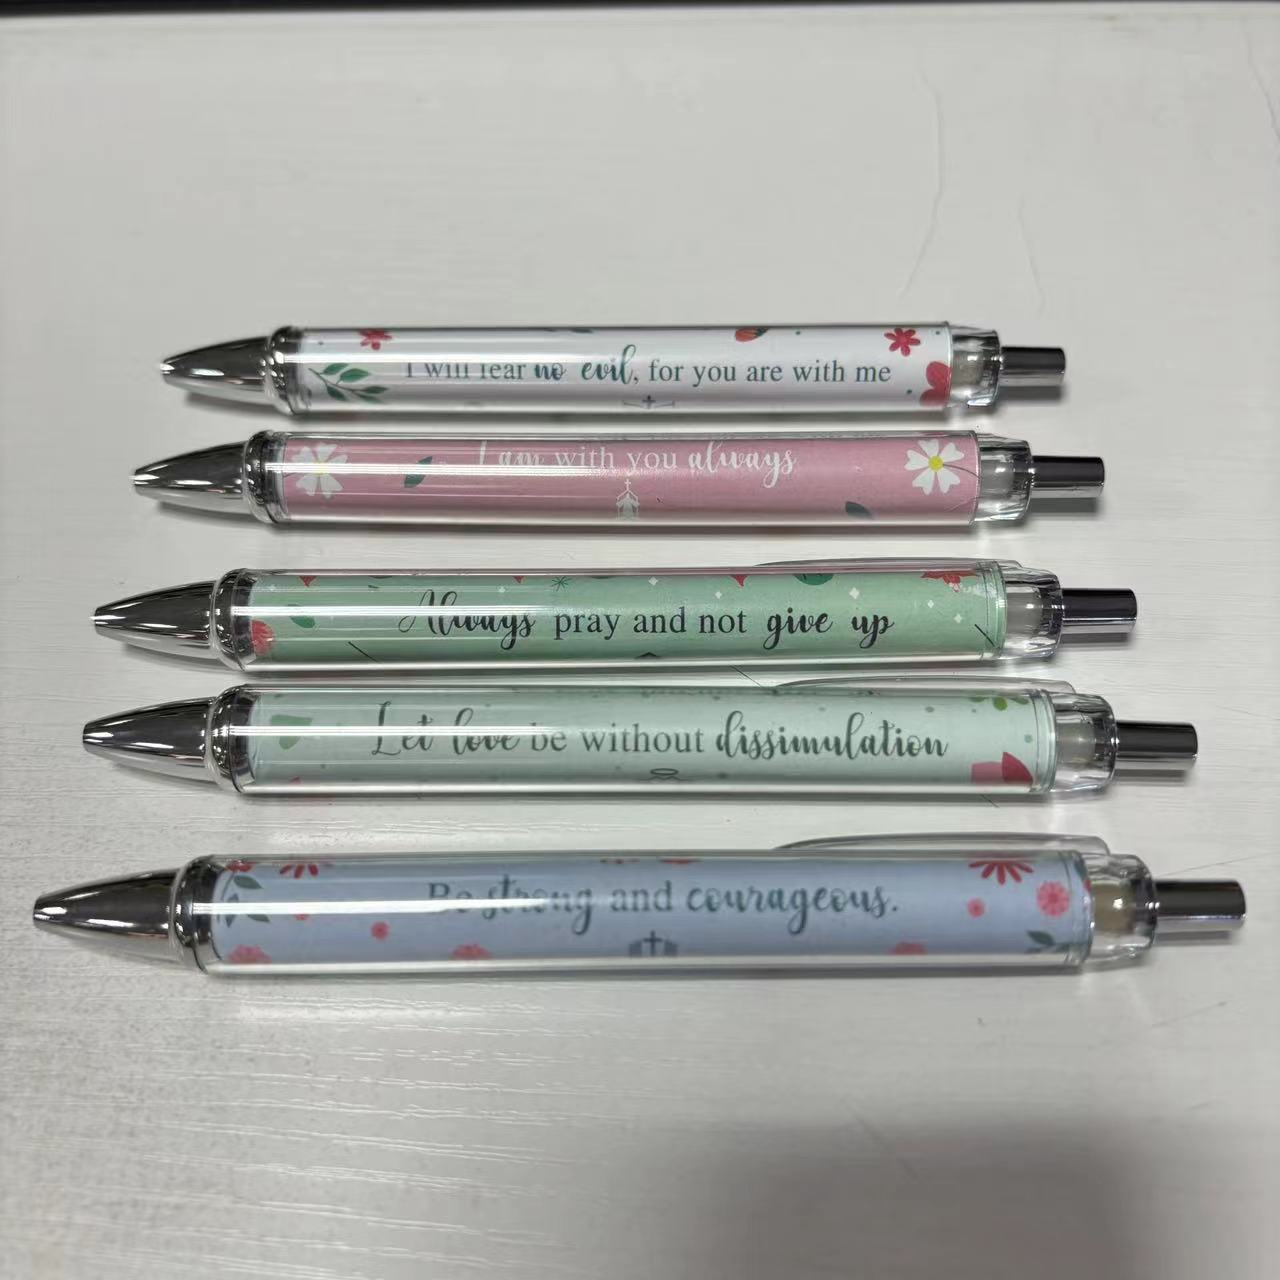 I will fear no evil, for you are with me
I am with you always
Always pray and not give up
Let love be without dissimulation
Be strong and courageous.